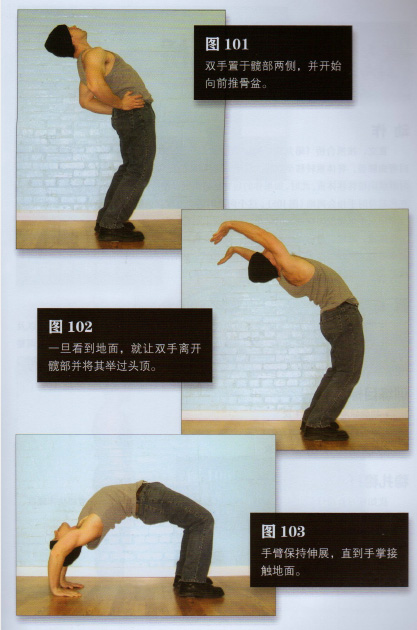 图 101
双手置于髋部两侧，并开始
向前推骨盆。
图 102
一旦看到地面，就让双手离开
髋部并将其举过头顶。
图 103
手臂保持伸展，直到手掌接
触地面。